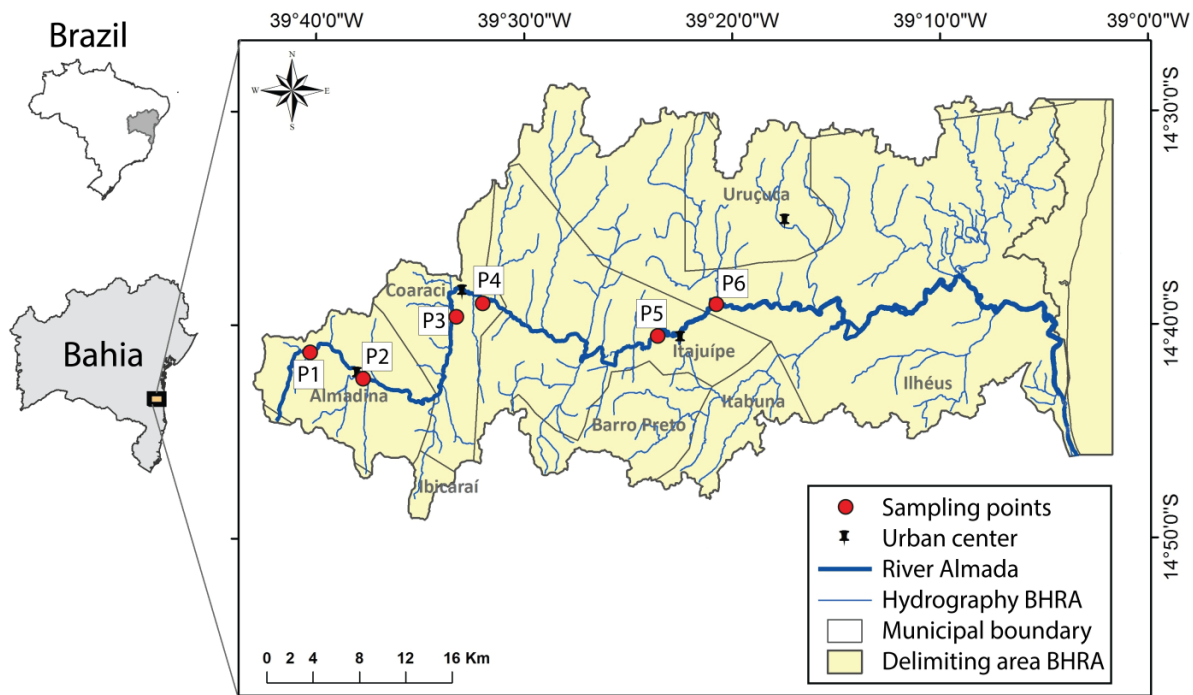 Brazil
Bahia
39°40'0"W
39°30'0"W
39°20'0"W
39°10'0"W
39°00'0"W
14°30'0"S
14°40'0"S
14°50'0"S
N
W
E
S
Uruçuca
Coaraci
P4
P3
P6
P5
P1
P2
Itajuípe
Almadina
Ilhéus
Itabuna
Barro Preto
Ibicaraí
Sampling points
Urban center
River Almada
Hydrography BHRA
Municipal boundary
Delimiting area BHRA
0 2 4 8 12 16 Km